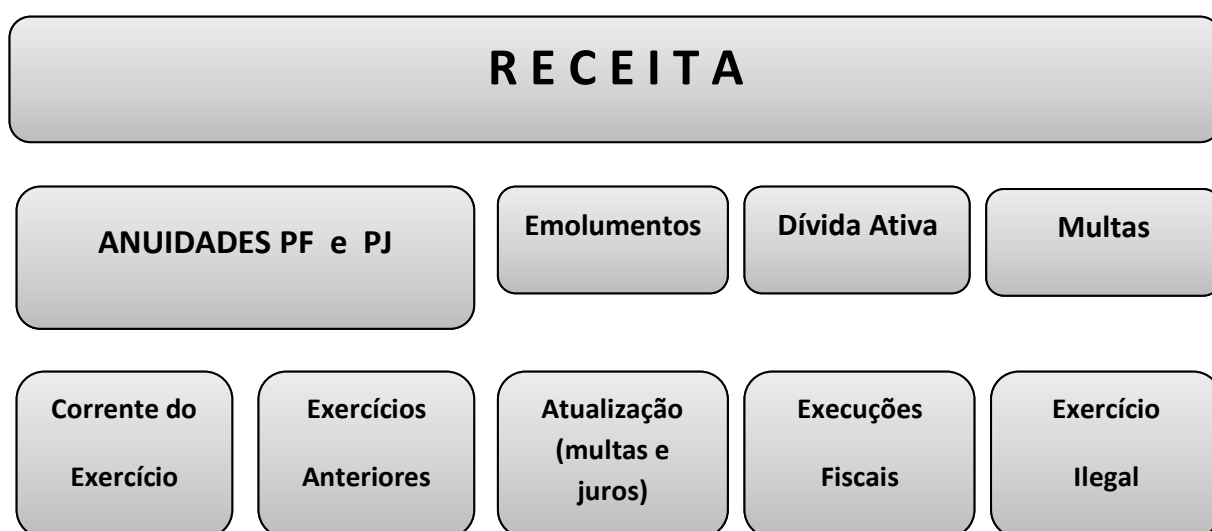 R E C E I T A
ANUIDADES PF e PJ
Emolumentos
Dívida Ativa
Multas
Corrente do
Exercício
Exercícios
Anteriores
Atualização
(multas e
juros)
Execuções
Fiscais
Exercício
Ilegal